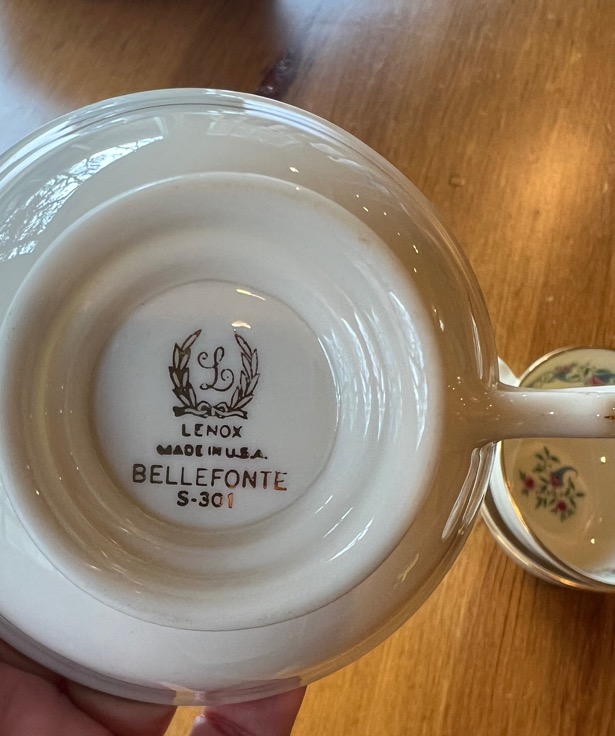 L
LENOX
MADE IN U.S.A.
BELLEFONTE
S-301